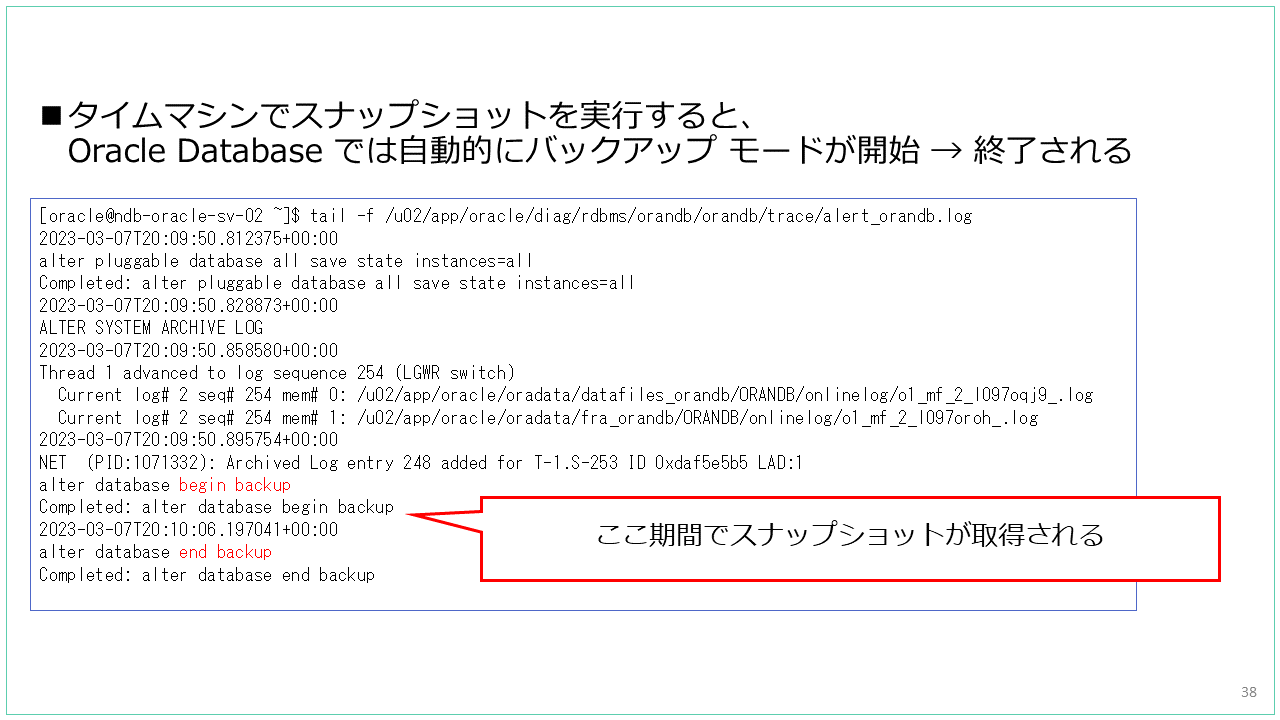 ■タイムマシンでスナップショットを実行すると、
Oracle Database では自動的にバックアップ モードが開始 → 終了される
[oracle@ndb-oracle-sv-02 ~]$ tail -f /u02/app/oracle/diag/rdbms/orandb/orandb/trace/alert_orandb.log
2023-03-07T20:09:50.812375+00:00
alter pluggable database all save state instances=all
Completed: alter pluggable database all save state instances=all
2023-03-07T20:09:50.828873+00:00
ALTER SYSTEM ARCHIVE LOG
2023-03-07T20:09:50.858580+00:00
Thread 1 advanced to log sequence 254 (LGWR switch)
  Current log# 2 seq# 254 mem# 0: /u02/app/oracle/oradata/datafiles_orandb/ORANDB/onlinelog/o1_mf_2_l097oqj9_.log
  Current log# 2 seq# 254 mem# 1: /u02/app/oracle/oradata/fra_orandb/ORANDB/onlinelog/o1_mf_2_l097oroh_.log
2023-03-07T20:09:50.895754+00:00
NET  (PID:1071332): Archived Log entry 248 added for T-1.S-253 ID 0xdaf5e5b5 LAD:1
alter database begin backup
Completed: alter database begin backup
2023-03-07T20:10:06.197041+00:00
alter database end backup
Completed: alter database end backup
ここ期間でスナップショットが取得される
38